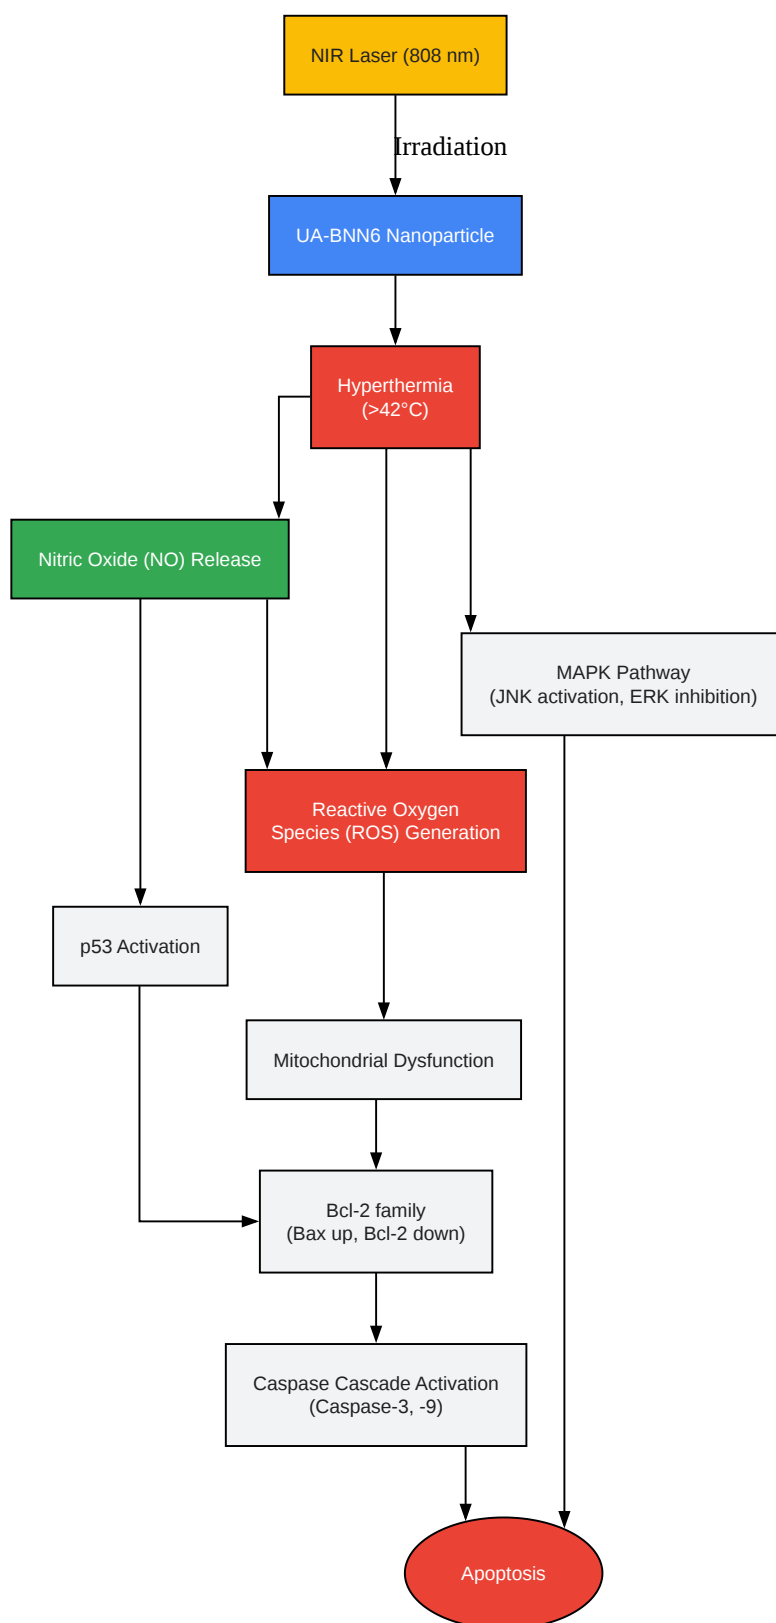 NIR Laser (808 nm)
Irradiation
UA-BNN6 Nanoparticle
Hyperthermia
(>42°C)
Nitric Oxide (NO) Release
MAPK Pathway
(JNK activation, ERK inhibition)
Reactive Oxygen
Species (ROS) Generation
p53 Activation
Mitochondrial Dysfunction
Bcl-2 family
(Bax up, Bcl-2 down)
Caspase Cascade Activation
(Caspase-3, -9)
Apoptosis